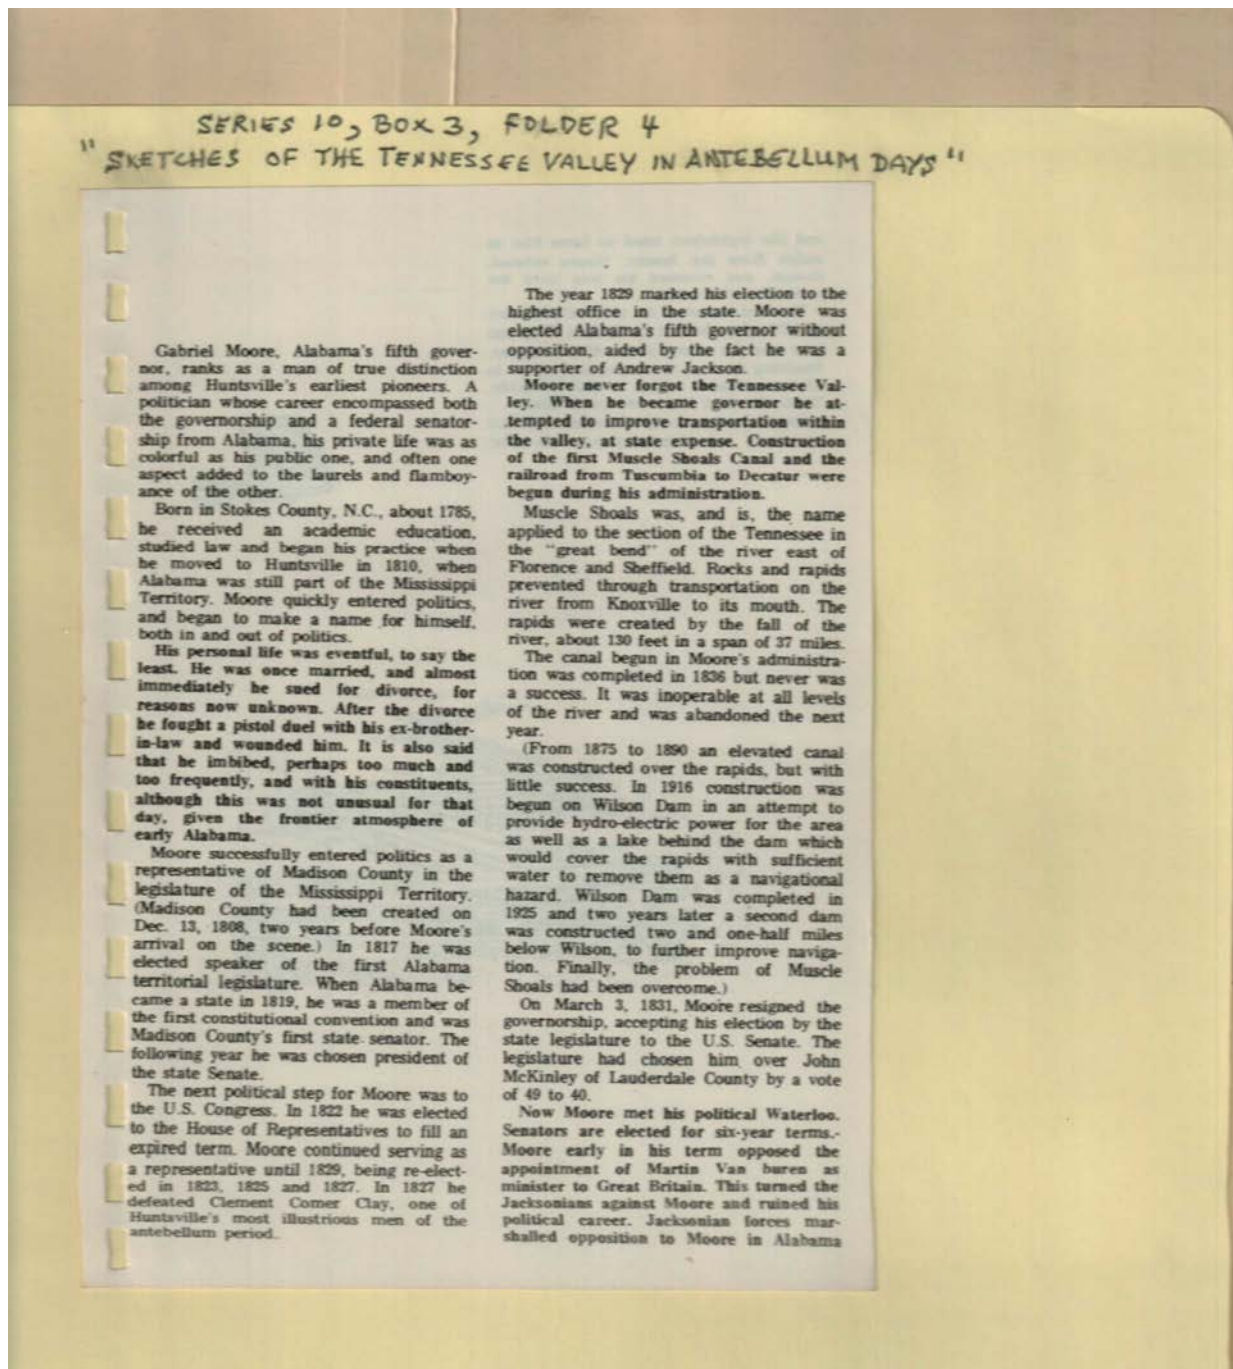 SERIES 10, BOX 3, FOLDER 4
"SKETCHES OF THE TENNESSEE VALLEY IN ANTEBELLUM DAYS"
Gabriel Moore, Alabama's fifth gover-
nor, ranks as a man of true distinction
among Huntsville's earliest pioneers. A
politician whose career encompassed both
the governorship and a federal senator-
ship from Alabama, his private life was as
colorful as his public one, and often one
aspect added to the laurels and flamboy-
ance of the other.
Born in Stokes County, N.C., about 1785,
he received an academic education,
studied law and began his practice when
he moved to Huntsville in 1810, when
Alabama was still part of the Mississippi
Territory. Moore quickly entered politics,
and began to make a name for himself,
both in and out of politics.
His personal life was eventful, to say the
least. He was once married, and almost
immediately he sued for divorce, for
reasons now unknown. After the divorce
he fought a pistol duel with his ex-brother-
in-law and wounded him. It is also said
that he imbibed, perhaps too much and
too frequently, and with his constituents,
although this was not unusual for that
day, given the frontier atmosphere of
early Alabama.
Moore successfully entered politics as a
representative of Madison County in the
legislature of the Mississippi Territory.
(Madison County had been created on
Dec. 13, 1808, two years before Moore's
arrival on the scene.) In 1817 he was
elected speaker of the first Alabama
territorial legislature. When Alabama be-
came a state in 1819, he was a member of
the first constitutional convention and was
Madison County's first state senator. The
following year he was chosen president of
the state Senate.
The next political step for Moore was to
the U.S. Congress. In 1822 he was elected
to the House of Representatives to fill an
expired term. Moore continued serving as
a representative until 1829, being re-elect-
ed in 1823, 1825 and 1827. In 1827 he
defeated Clement Comer Clay, one of
Huntsville's most illustrious men of the
antebellum period.
The year 1829 marked his election to the
highest office in the state. Moore was
elected Alabama's fifth governor without
opposition, aided by the fact he was a
supporter of Andrew Jackson.
Moore never forgot the Tennessee Val-
ley. When he became governor he at-
tempted to improve transportation within
the valley, at state expense. Construction
of the first Muscle Shoals Canal and the
railroad from Tuscumbia to Decatur were
begun during his administration.
Muscle Shoals was, and is, the name
applied to the section of the Tennessee in
the "great bend" of the river east of
Florence and Sheffield. Rocks and rapids
prevented through transportation on the
river from Knoxville to its mouth. The
rapids were created by the fall of the
river, about 130 feet in a span of 37 miles.
The canal begun in Moore's administra-
tion was completed in 1836 but never was
a success. It was inoperable at all levels
of the river and was abandoned the next
year.
(From 1875 to 1890 an elevated canal
was constructed over the rapids, but with
little success. In 1916 construction was
begun on Wilson Dam in an attempt to
provide hydro-electric power for the area
as well as a lake behind the dam which
would cover the rapids with sufficient
water to remove them as a navigational
hazard. Wilson Dam was completed in
1925 and two years later a second dam
was constructed two and one-half miles
below Wilson, to further improve naviga-
tion. Finally, the problem of Muscle
Shoals had been overcome.)
On March 3, 1831, Moore resigned the
governorship, accepting his election by the
state legislature to the U.S. Senate. The
legislature had chosen him over John
McKinley of Lauderdale County by a vote
of 49 to 40.
Now Moore met his political Waterloo.
Senators are elected for six-year terms.
Moore early in his term opposed the
appointment of Martin Van buren as
minister to Great Britain. This turned the
Jacksonians against Moore and ruined his
political career. Jacksonian forces mar-
shalled opposition to Moore in Alabama